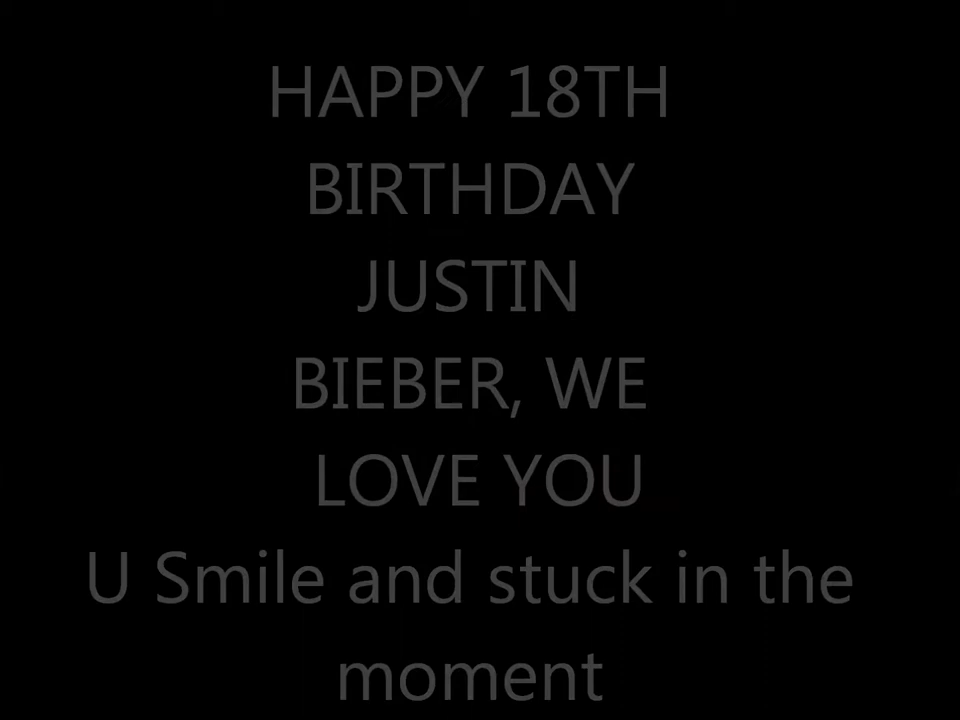 HAPPY 18TH
BIRTHDAY
JUSTIN
BIEBER, WE
LOVE YOU
U Smile and stuck in the
moment